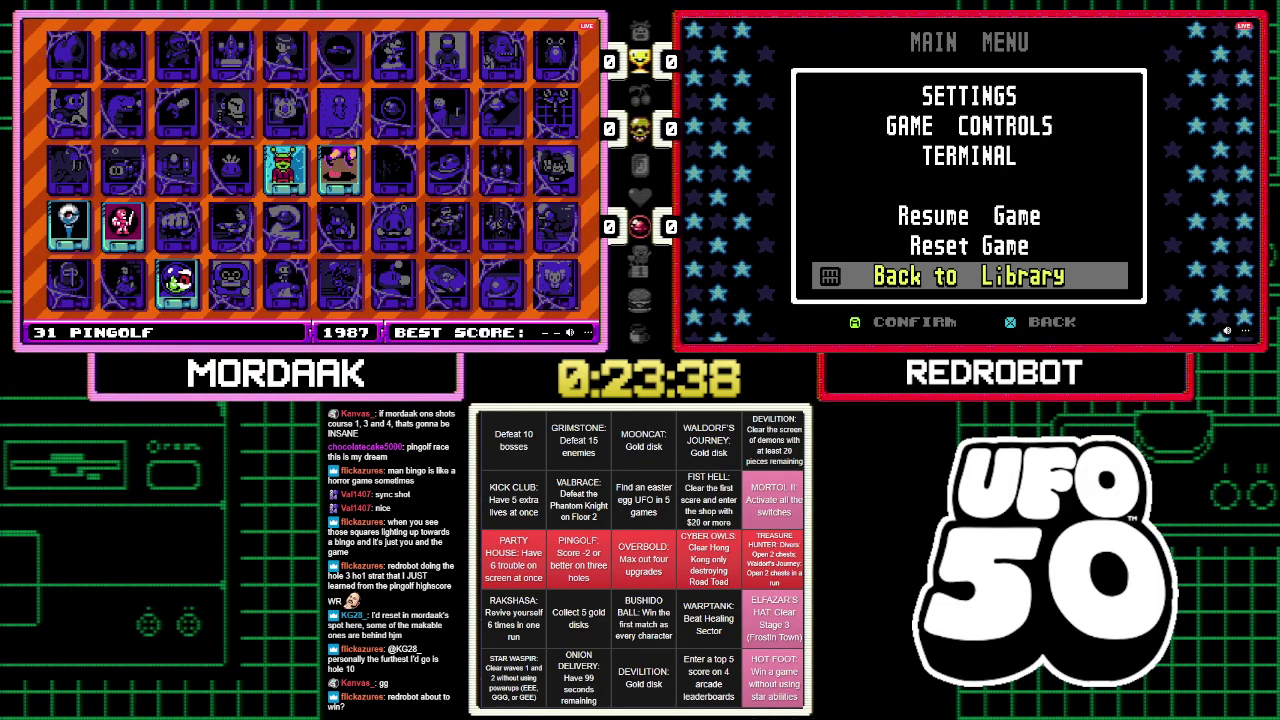 LIVE
31 PINGOLF
1987
BEST SCORE: --
LIVE
MAIN MENU
SETTINGS
GAME CONTROLS
TERMINAL
Resume Game
Reset Game
Back to Library
A CONFIRM
X BACK
0 0
0 0
0 0
MORDAAK
0:23:38
REDROBOT
Kanvas_: if mordaak one shots
course 1, 3 and 4, thats gonna be
INSANE
chocolatecake5000: pingolf race
this is my dream
flickazures: man bingo is like a
horror game sometimes
Val1407: sync shot
Val1407: nice
flickazures: when you see
those squares lighting up towards
a bingo and it's just you and the
game
flickazures: redrobot doing the
hole 3 ho1 strat that i JUST
learned from the pingolf highscore
WR
KG28_: I'd reset in mordaak's
spot here, some of the makable
ones are behind hjm
flickazures: @KG28_
personally the furthest I'd go is
hole 10
Kanvas_: gg
flickazures: redrobot about to
win?
Defeat 10
bosses
GRIMSTONE:
Defeat 15
enemies
MOONCAT:
Gold disk
WALDORF'S
JOURNEY:
Gold disk
DEVILITION:
Clear the screen
of demons with
at least 20
pieces remaining
KICK CLUB:
Have 5 extra
lives at once
VALBRACE:
Defeat the
Phantom Knight
on Floor 2
Find an easter
egg UFO in 5
games
FIST HELL:
Clear the first
scare and enter
the shop with
$20 or more
MORTOL II:
Activate all the
switches
PARTY
HOUSE: Have
6 trouble on
screen at once
PINGOLF:
Score -2 or
better on three
holes
OVERBOLD:
Max out four
upgrades
CYBER OWLS:
Clear Hong
Kong only
destroying
Road Toad
TREASURE
HUNTER: Divers:
Open 2 chests;
Waldorf's Journey:
Open 2 chests in a
run
RAKSHASA:
Revive yourself
6 times in one
run
Collect 5 gold
disks
BUSHIDO
BALL: Win the
first match as
every character
WARPTANK:
Beat Healing
Sector
ELFAZAR'S
HAT: Clear
Stage 3
(Frostin Town)
STAR WASPIR:
Clear waves 1 and
2 without using
powerups (EEE,
GGG, or GEE)
ONION
DELIVERY:
Have 99
seconds
remaining
DEVILITION:
Gold disk
Enter a top 5
score on 4
arcade
leaderboards
HOT FOOT:
Win a game
without using
star abilities
UFO
50
TM